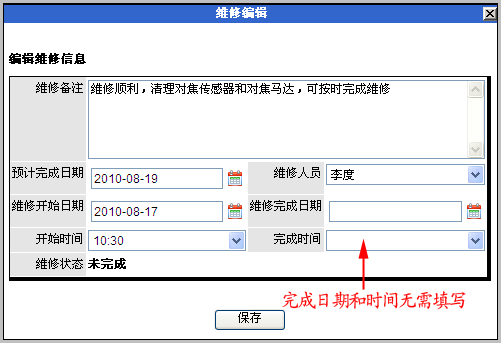 维修编辑
编辑维修信息
维修备注 维修顺利，清理对焦传感器和对焦马达，可按时完成维修
预计完成日期 2010-08-19 维修人员 李度
维修开始日期 2010-08-17 维修完成日期
开始时间 10:30 完成时间
维修状态 未完成
完成日期和时间无需填写
保存